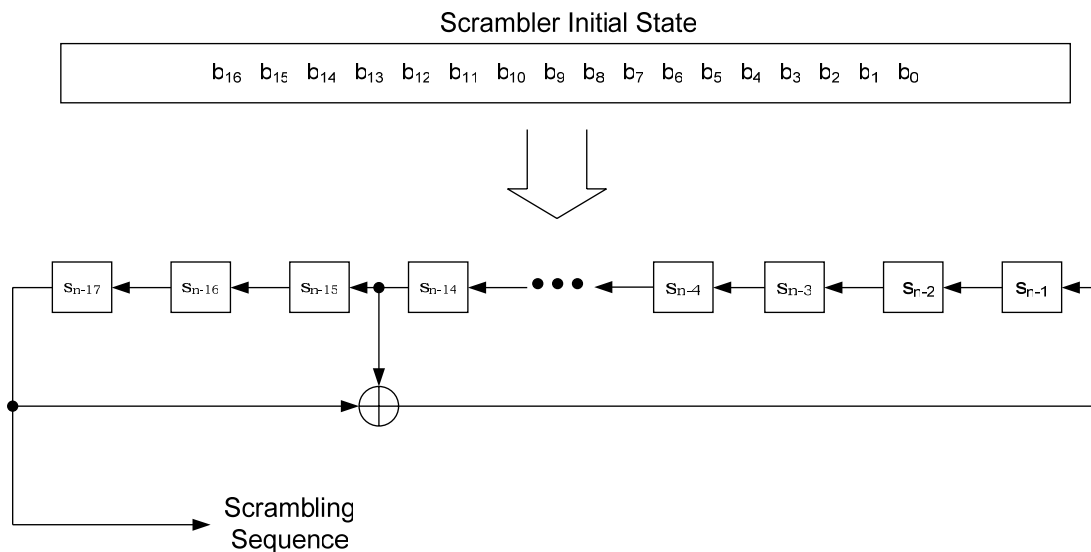 Scrambler Initial State
b₁₆ b₁₅ b₁₄ b₁₃ b₁₂ b₁₁ b₁₀ b₉ b₈ b₇ b₆ b₅ b₄ b₃ b₂ b₁ b₀
sₙ₋₁₇ sₙ₋₁₆ sₙ₋₁₅ sₙ₋₁₄ ••• sₙ₋₄ sₙ₋₃ sₙ₋₂ sₙ₋₁
Scrambling
Sequence